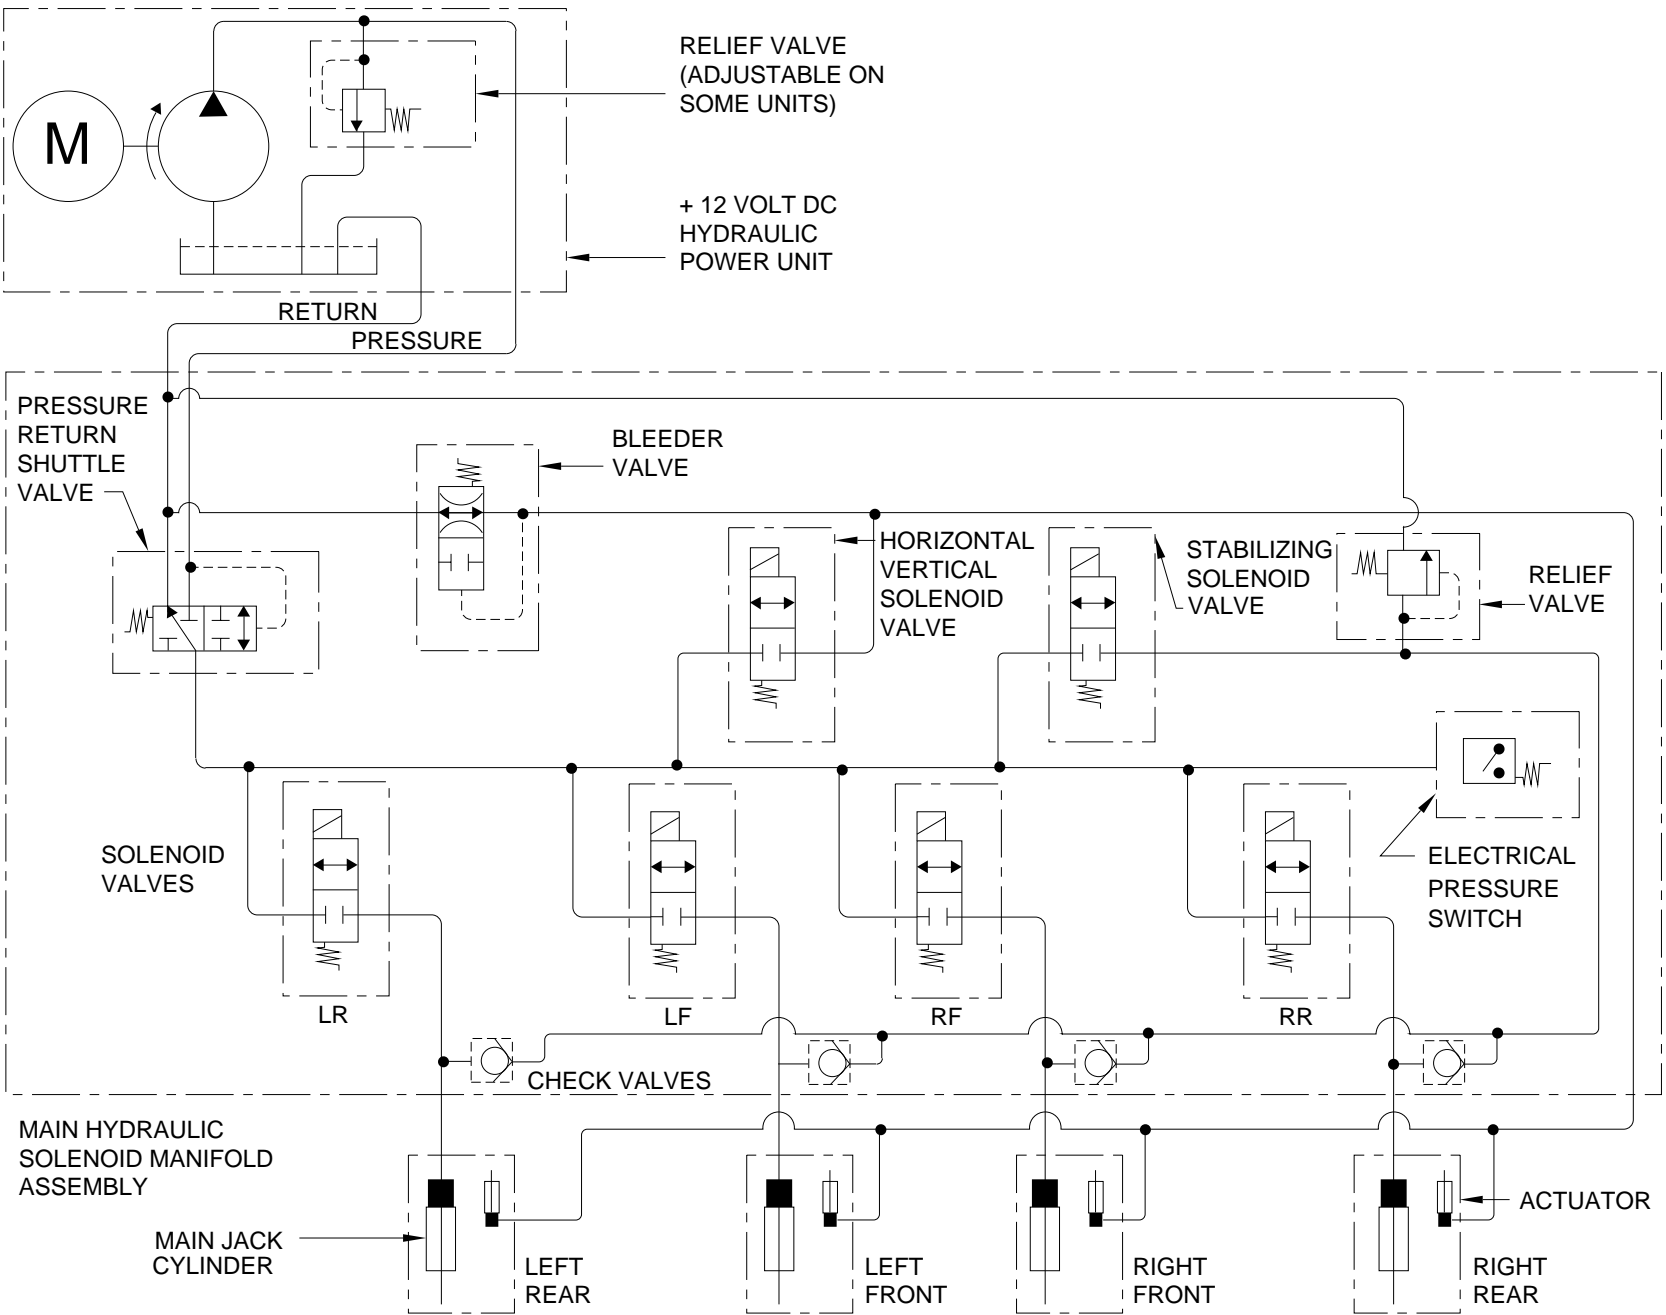 RELIEF VALVE
(ADJUSTABLE ON
SOME UNITS)
M
+ 12 VOLT DC
HYDRAULIC
POWER UNIT
RETURN
PRESSURE
PRESSURE
RETURN
SHUTTLE
VALVE
BLEEDER
VALVE
HORIZONTAL
VERTICAL
SOLENOID
VALVE
STABILIZING
SOLENOID
VALVE
RELIEF
VALVE
SOLENOID
VALVES
ELECTRICAL
PRESSURE
SWITCH
LR
LF
RF
RR
CHECK VALVES
MAIN HYDRAULIC
SOLENOID MANIFOLD
ASSEMBLY
MAIN JACK
CYLINDER
LEFT
REAR
LEFT
FRONT
RIGHT
FRONT
ACTUATOR
RIGHT
REAR